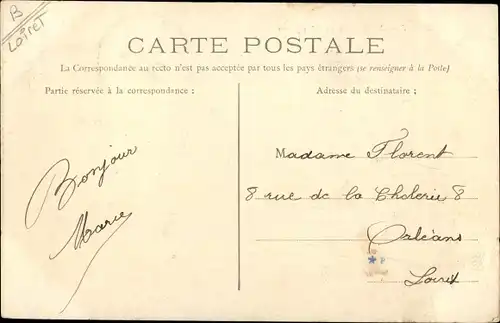 B
LOIRET
CARTE POSTALE
La Correspondance au recto n'est pas acceptée par tous les pays étrangers (se renseigner à la Poste)
Partie réservée à la correspondance :
Adresse du destinataire ;
Bonjour
Marie
Madame Florent
8 rue de la Cholerie 8
Orléans
Loiret